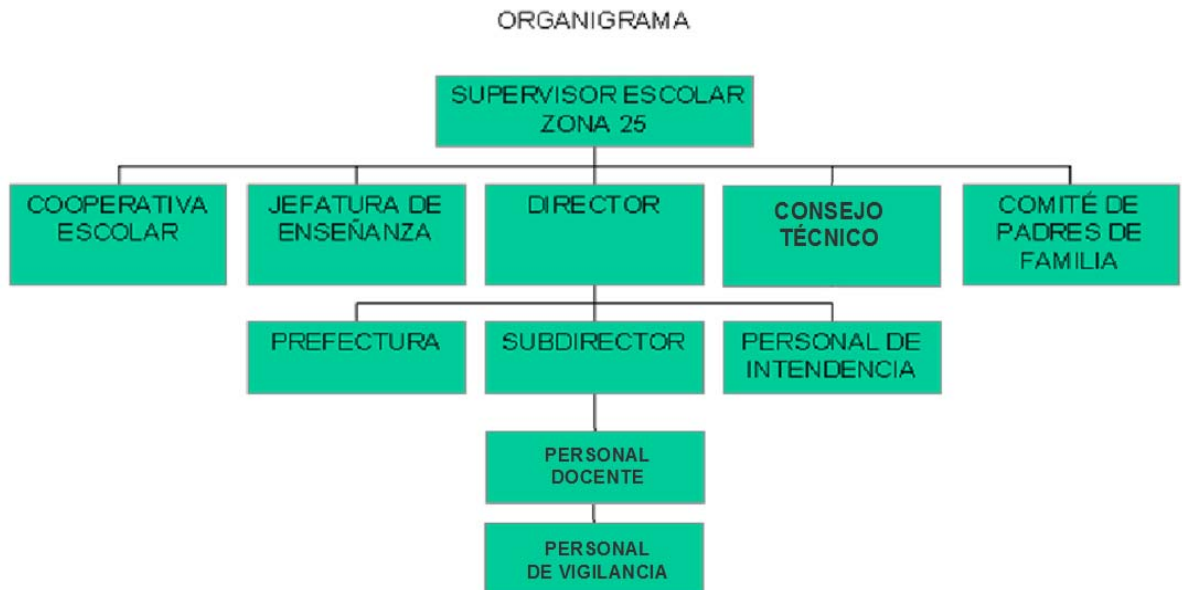 ORGANIGRAMA
SUPERVISOR ESCOLAR
ZONA 25
COOPERATIVA
ESCOLAR
JEFATURA DE
ENSEÑANZA
DIRECTOR
CONSEJO
TÉCNICO
COMITÉ DE
PADRES DE
FAMILIA
PREFECTURA
SUBDIRECTOR
PERSONAL DE
INTENDENCIA
PERSONAL
DOCENTE
PERSONAL
DE VIGILANCIA